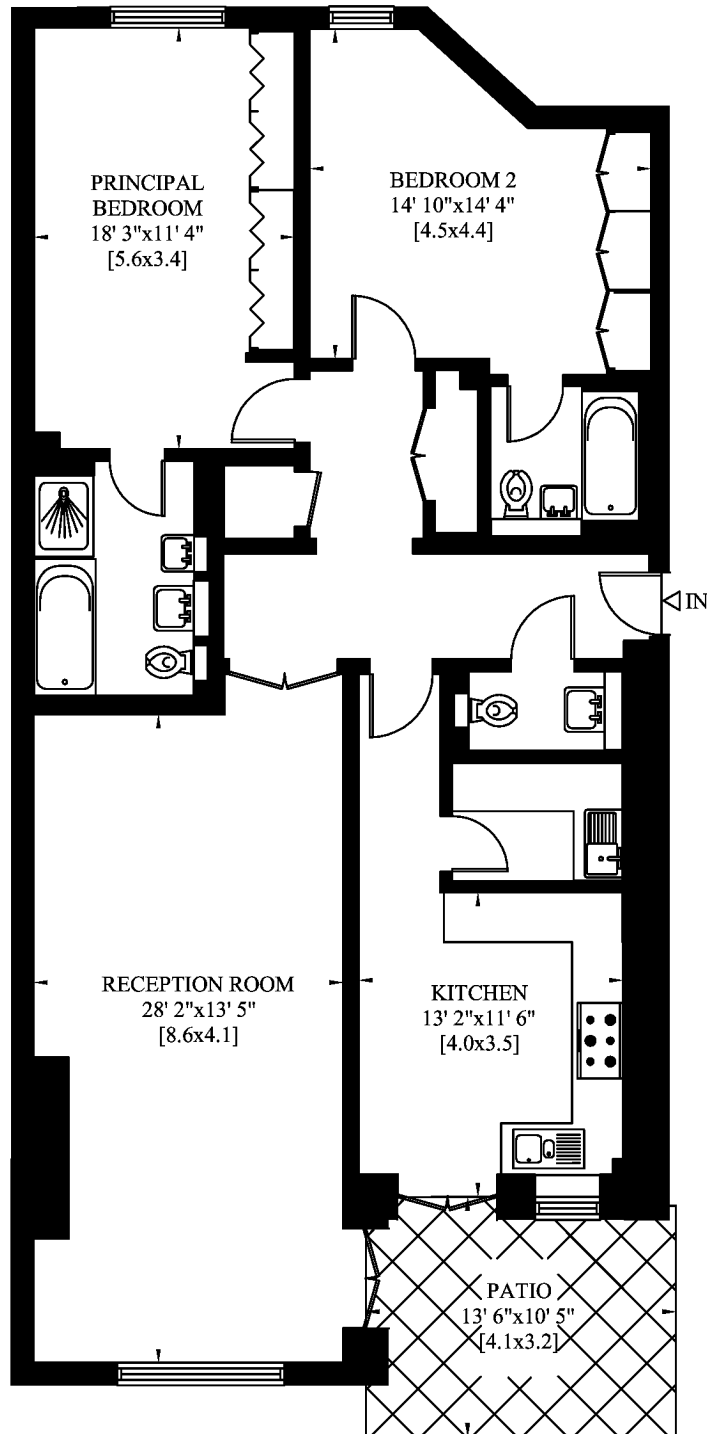 PRINCIPAL
BEDROOM
18' 3"x11' 4"
[5.6x3.4]
BEDROOM 2
14' 10"x14' 4"
[4.5x4.4]
IN
RECEPTION ROOM
28' 2"x13' 5"
[8.6x4.1]
KITCHEN
13' 2"x11' 6"
[4.0x3.5]
PATIO
13' 6"x10' 5"
[4.1x3.2]